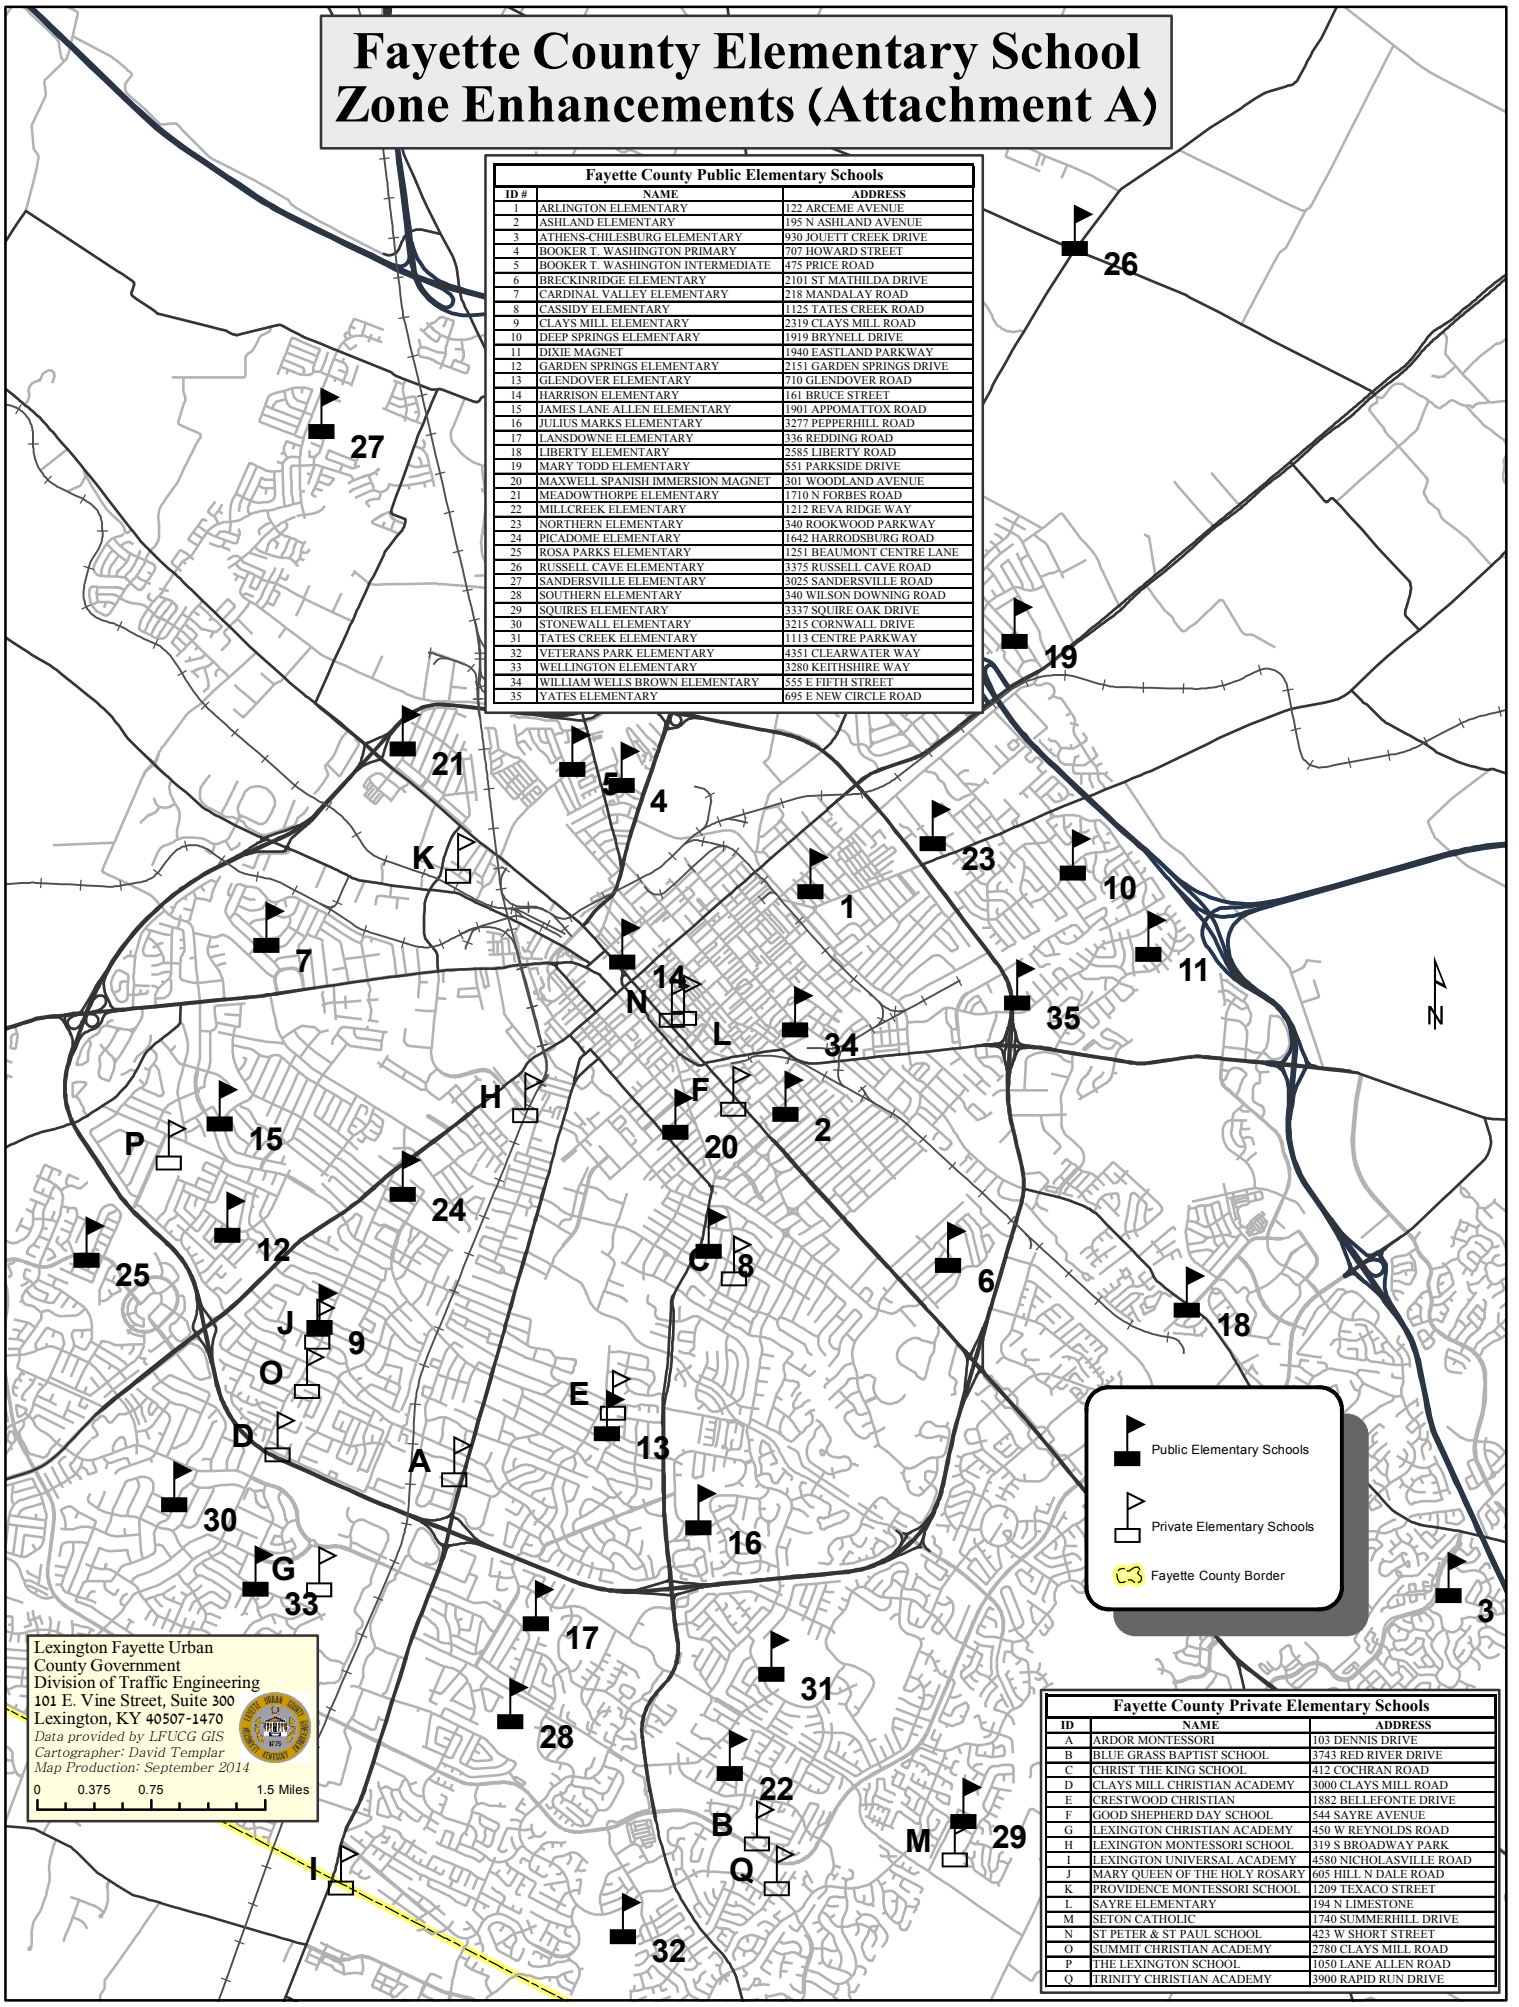 Fayette County Elementary School
Zone Enhancements (Attachment A)
Fayette County Public Elementary Schools
ID # NAME ADDRESS
1 ARLINGTON ELEMENTARY 122 ARCEME AVENUE
2 ASHLAND ELEMENTARY 195 N ASHLAND AVENUE
3 ATHENS-CHILESBURG ELEMENTARY 930 JOUETT CREEK DRIVE
4 BOOKER T. WASHINGTON PRIMARY 707 HOWARD STREET
5 BOOKER T. WASHINGTON INTERMEDIATE 475 PRICE ROAD
6 BRECKINRIDGE ELEMENTARY 2101 ST MATHILDA DRIVE
7 CARDINAL VALLEY ELEMENTARY 218 MANDALAY ROAD
8 CASSIDY ELEMENTARY 1125 TATES CREEK ROAD
9 CLAYS MILL ELEMENTARY 2319 CLAYS MILL ROAD
10 DEEP SPRINGS ELEMENTARY 1919 BRYNELL DRIVE
11 DIXIE MAGNET 1940 EASTLAND PARKWAY
12 GARDEN SPRINGS ELEMENTARY 2151 GARDEN SPRINGS DRIVE
13 GLENDOVER ELEMENTARY 710 GLENDOVER ROAD
14 HARRISON ELEMENTARY 161 BRUCE STREET
15 JAMES LANE ALLEN ELEMENTARY 1901 APPOMATTOX ROAD
16 JULIUS MARKS ELEMENTARY 3277 PEPPERHILL ROAD
17 LANSDOWNE ELEMENTARY 336 REDDING ROAD
18 LIBERTY ELEMENTARY 2585 LIBERTY ROAD
19 MARY TODD ELEMENTARY 551 PARKSIDE DRIVE
20 MAXWELL SPANISH IMMERSION MAGNET 301 WOODLAND AVENUE
21 MEADOWTHORPE ELEMENTARY 1710 N FORBES ROAD
22 MILLCREEK ELEMENTARY 1212 REVA RIDGE WAY
23 NORTHERN ELEMENTARY 340 ROOKWOOD PARKWAY
24 PICADOME ELEMENTARY 1642 HARRODSBURG ROAD
25 ROSA PARKS ELEMENTARY 1251 BEAUMONT CENTRE LANE
26 RUSSELL CAVE ELEMENTARY 3375 RUSSELL CAVE ROAD
27 SANDERSVILLE ELEMENTARY 3025 SANDERSVILLE ROAD
28 SOUTHERN ELEMENTARY 340 WILSON DOWNING ROAD
29 SQUIRES ELEMENTARY 3337 SQUIRE OAK DRIVE
30 STONEWALL ELEMENTARY 3215 CORNWALL DRIVE
31 TATES CREEK ELEMENTARY 1113 CENTRE PARKWAY
32 VETERANS PARK ELEMENTARY 4351 CLEARWATER WAY
33 WELLINGTON ELEMENTARY 3280 KEITHSHIRE WAY
34 WILLIAM WELLS BROWN ELEMENTARY 555 E FIFTH STREET
35 YATES ELEMENTARY 695 E NEW CIRCLE ROAD
26
27
19
21
5
4
K
23
10
1
7
11
14
N
L
35
34
N
H
F
15
P
20
2
24
12
25
C
8
6
18
J
9
O
E
D
13
A
30
16
G
33
17
3
31
28
22
B
M
29
Q
I
32
Public Elementary Schools
Private Elementary Schools
Fayette County Border
Lexington Fayette Urban
County Government
Division of Traffic Engineering
101 E. Vine Street, Suite 300
Lexington, KY 40507-1470
Data provided by LFUCG GIS
Cartographer: David Templar
Map Production: September 2014
0 0.375 0.75 1.5 Miles
Fayette County Private Elementary Schools
ID NAME ADDRESS
A ARDOR MONTESSORI 103 DENNIS DRIVE
B BLUE GRASS BAPTIST SCHOOL 3743 RED RIVER DRIVE
C CHRIST THE KING SCHOOL 412 COCHRAN ROAD
D CLAYS MILL CHRISTIAN ACADEMY 3000 CLAYS MILL ROAD
E CRESTWOOD CHRISTIAN 1882 BELLEFONTE DRIVE
F GOOD SHEPHERD DAY SCHOOL 544 SAYRE AVENUE
G LEXINGTON CHRISTIAN ACADEMY 450 W REYNOLDS ROAD
H LEXINGTON MONTESSORI SCHOOL 319 S BROADWAY PARK
I LEXINGTON UNIVERSAL ACADEMY 4580 NICHOLASVILLE ROAD
J MARY QUEEN OF THE HOLY ROSARY 605 HILL N DALE ROAD
K PROVIDENCE MONTESSORI SCHOOL 1209 TEXACO STREET
L SAYRE ELEMENTARY 194 N LIMESTONE
M SETON CATHOLIC 1740 SUMMERHILL DRIVE
N ST PETER & ST PAUL SCHOOL 423 W SHORT STREET
O SUMMIT CHRISTIAN ACADEMY 2780 CLAYS MILL ROAD
P THE LEXINGTON SCHOOL 1050 LANE ALLEN ROAD
Q TRINITY CHRISTIAN ACADEMY 3900 RAPID RUN DRIVE